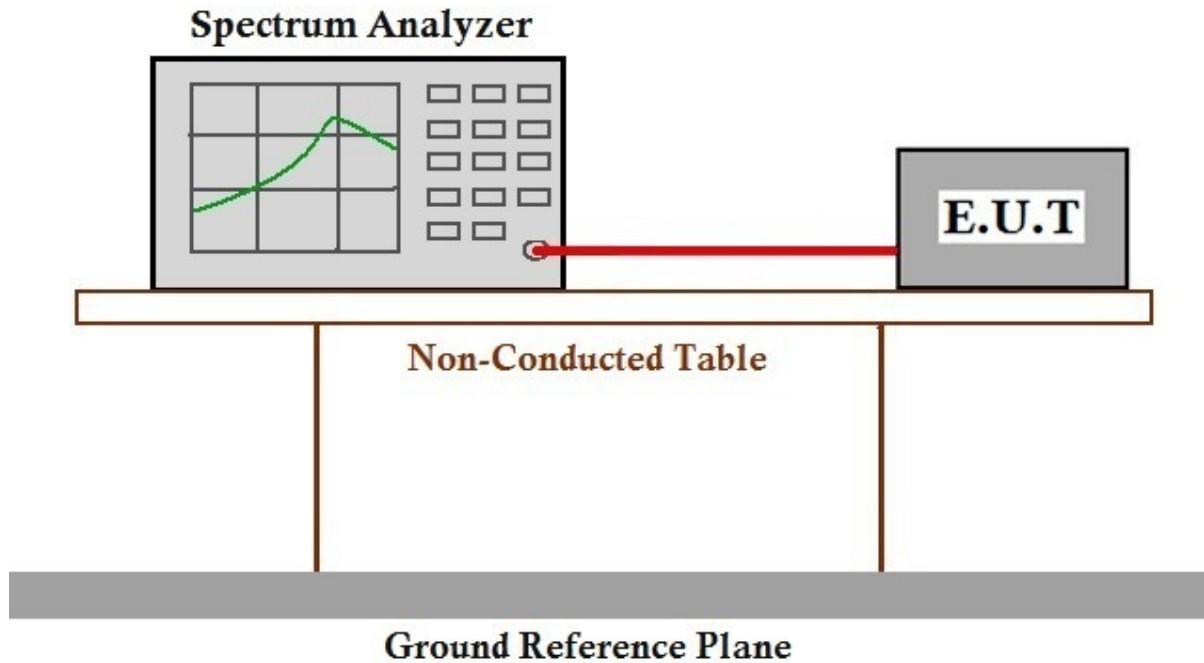 Spectrum Analyzer
E.U.T
Non-Conducted Table
Ground Reference Plane